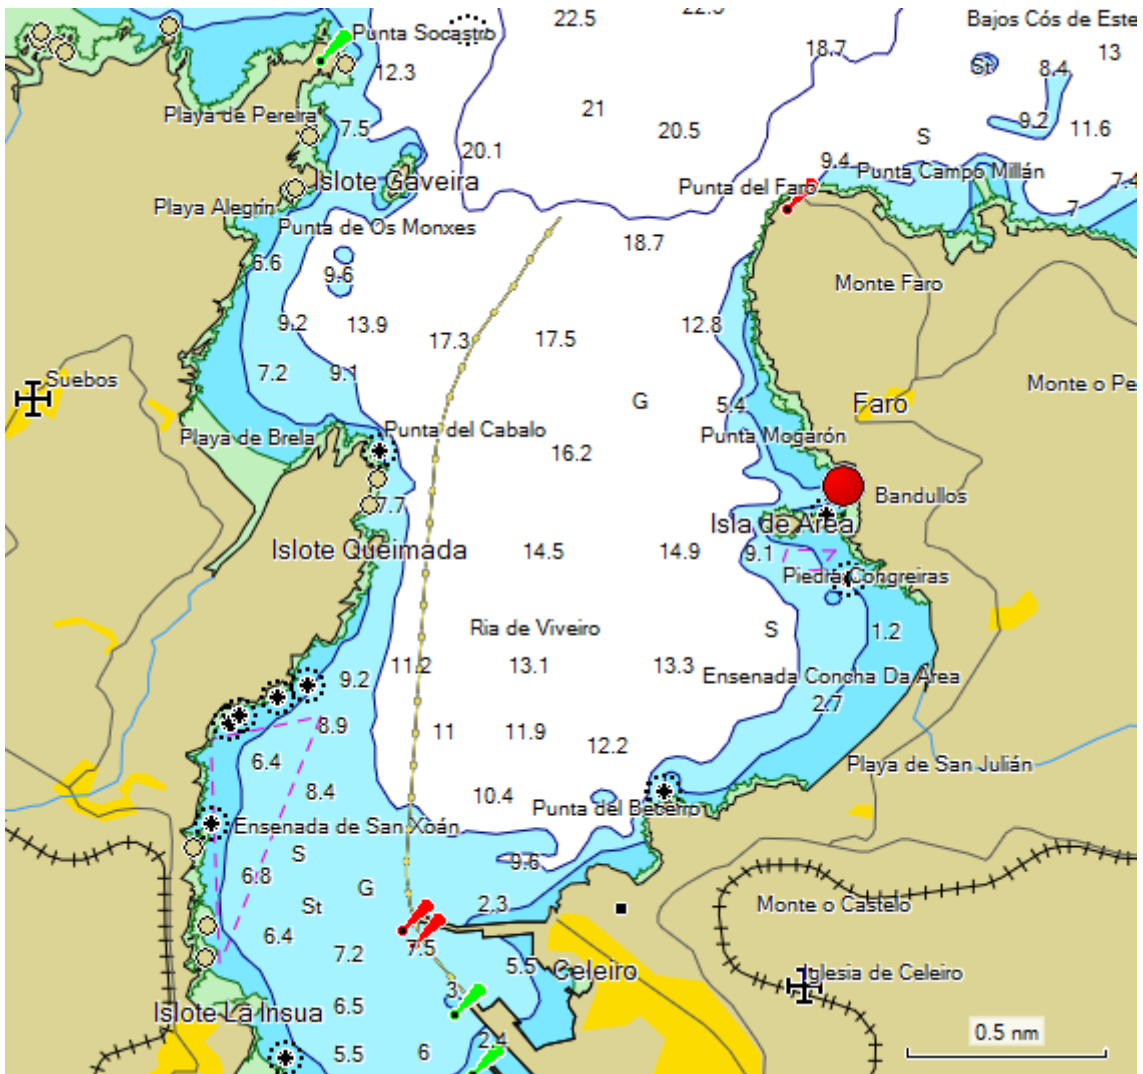 22.5
Bajos Cós de Este
Punta Socastro
18.7
13
12.3
St
8.4
21
Playa de Pereira
7.5
20.5
9.2
11.6
20.1
S
9.4
Punta Campo Millán
Islote Gaveira
Punta del Faro
7.4
Playa Alegrín
7
Punta de Os Monxes
18.7
6.6
9.6
Monte Faro
9.2
13.9
12.8
17.3
17.5
7.2
9.1
Suebos
Monte o Pe
G
5.4
Faro
Playa de Brela
Punta del Cabalo
Punta Mogarón
16.2
Bandullos
7.7
Isla de Area
Islote Queimada
14.5
14.9
9.1
Piedra Congreiras
Ria de Viveiro
S
1.2
11.2
13.1
13.3
9.2
Ensenada Concha Da Area
2.7
8.9
11
11.9
12.2
6.4
Playa de San Julián
8.4
10.4
Punta del Beceiro
Ensenada de San Xoán
S
9.6
6.8
G
St
2.3
Monte o Castelo
6.4
7.2
7.5
5.5
Celeiro
Iglesia de Celeiro
3.
Islote La Insua
6.5
0.5 nm
2.4
5.5
6